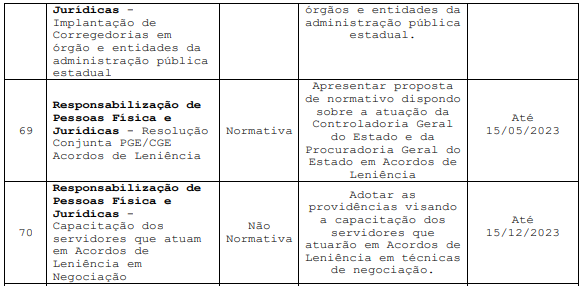 Jurídicas -
Implantação de
Corregedorias em
órgão e entidades da
administração pública
estadual
órgãos e entidades da
administração pública
estadual.
69
Responsabilização de
Pessoas Física e
Jurídicas - Resolução
Conjunta PGE/CGE
Acordos de Leniência
Normativa
Apresentar proposta
de normativo dispondo
sobre a atuação da
Controladoria Geral
do Estado e da
Procuradoria Geral do
Estado em Acordos de
Leniência
Até
15/05/2023
70
Responsabilização de
Pessoas Física e
Jurídicas -
Capacitação dos
servidores que atuam
em Acordos de
Leniência em
Negociação
Não
Normativa
Adotar as
providências visando
a capacitação dos
servidores que
atuarão em Acordos de
Leniência em técnicas
de negociação.
Até
15/12/2023